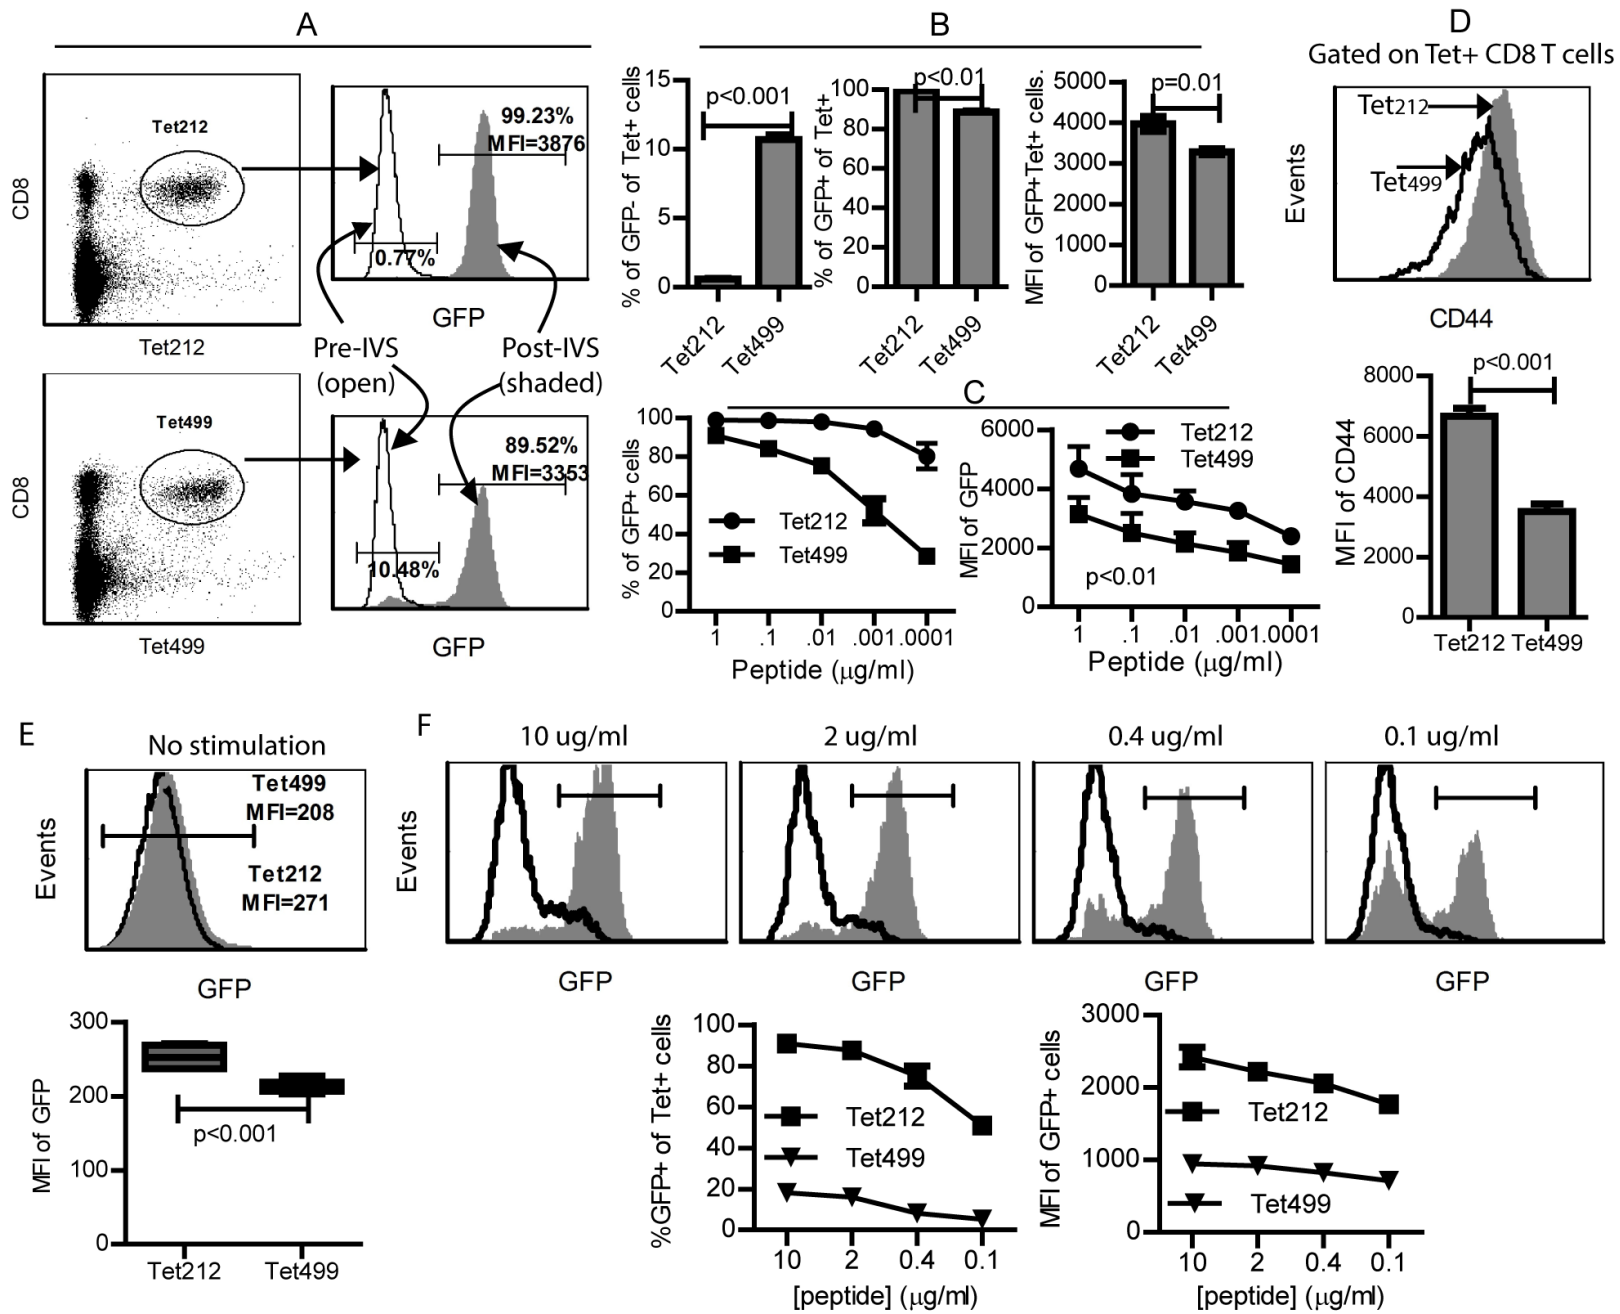 A
Tet212
CD8
Tet212
99.23%
MFI=3876
0.77%
GFP
Pre-IVS
(open)
Post-IVS
(shaded)
Tet499
CD8
Tet499
89.52%
MFI=3353
10.48%
GFP
B
% of GFP- of Tet+ cells
15
10
5
0
p<0.001
Tet212
Tet499
% of GFP+ of Tet+
100
80
60
40
20
0
p<0.01
Tet212
Tet499
MFI of GFP+Tet+ cells.
5000
4000
3000
2000
1000
0
p=0.01
Tet212
Tet499
C
% of GFP+ cells
100
80
60
40
20
0
Tet212
Tet499
1 .1 .01 .001 .0001
Peptide (µg/ml)
MFI of GFP
6000
4000
2000
0
Tet212
Tet499
p<0.01
1 .1 .01 .001 .0001
Peptide (µg/ml)
D
Gated on Tet+ CD8 T cells
Events
Tet212
Tet499
CD44
MFI of CD44
8000
6000
4000
2000
0
p<0.001
Tet212 Tet499
E
No stimulation
Events
Tet499
MFI=208
Tet212
MFI=271
GFP
MFI of GFP
300
200
100
0
p<0.001
Tet212 Tet499
F
10 ug/ml 2 ug/ml 0.4 ug/ml 0.1 ug/ml
Events
GFP GFP GFP GFP
%GFP+ of Tet+ cells
100
80
60
40
20
0
Tet212
Tet499
10 2 0.4 0.1
[peptide] (µg/ml)
MFI of GFP+ cells
3000
2000
1000
0
Tet212
Tet499
10 2 0.4 0.1
[peptide] (µg/ml)